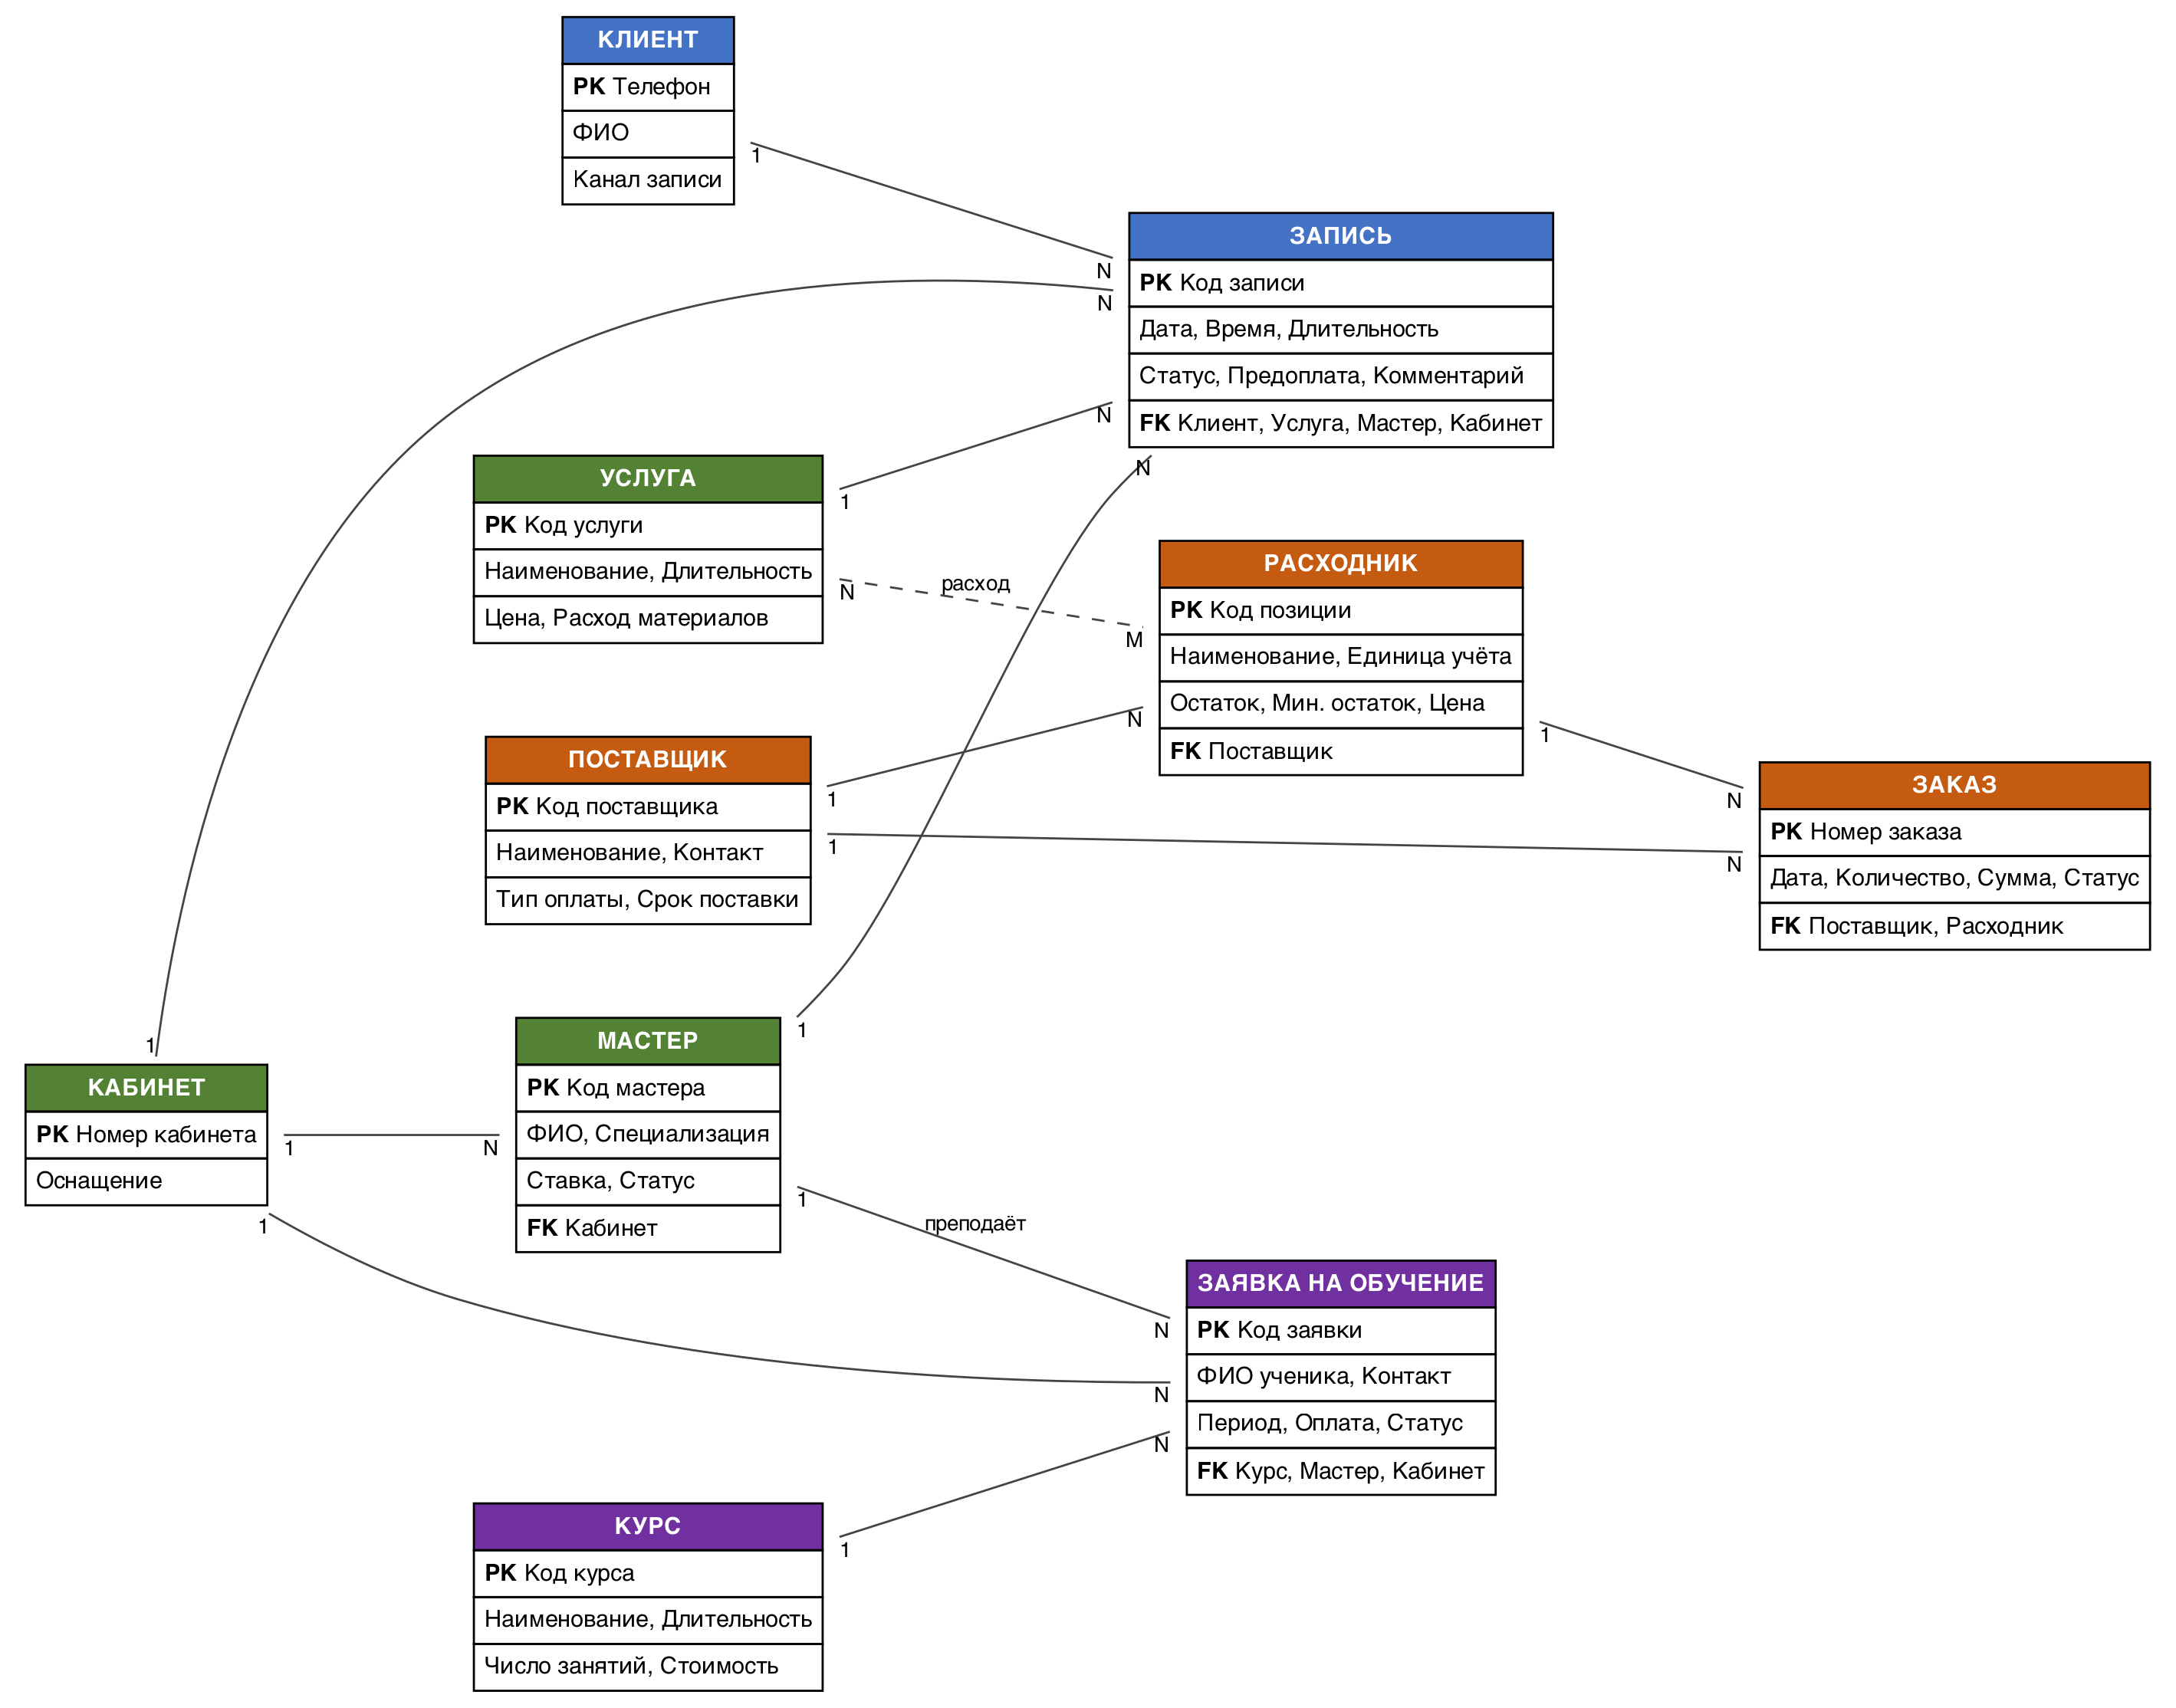 КЛИЕНТ
PK Телефон
ФИО
Канал записи
1
N
ЗАПИСЬ
PK Код записи
Дата, Время, Длительность
Статус, Предоплата, Комментарий
FK Клиент, Услуга, Мастер, Кабинет
N
N
N
УСЛУГА
PK Код услуги
Наименование, Длительность
Цена, Расход материалов
1
N
расход
M
РАСХОДНИК
PK Код позиции
Наименование, Единица учёта
Остаток, Мин. остаток, Цена
FK Поставщик
N
1
ПОСТАВЩИК
PK Код поставщика
Наименование, Контакт
Тип оплаты, Срок поставки
1
1
N
N
ЗАКАЗ
PK Номер заказа
Дата, Количество, Сумма, Статус
FK Поставщик, Расходник
1
КАБИНЕТ
PK Номер кабинета
Оснащение
1
N
1
МАСТЕР
PK Код мастера
ФИО, Специализация
Ставка, Статус
FK Кабинет
1
1
преподаёт
N
N
N
ЗАЯВКА НА ОБУЧЕНИЕ
PK Код заявки
ФИО ученика, Контакт
Период, Оплата, Статус
FK Курс, Мастер, Кабинет
КУРС
PK Код курса
Наименование, Длительность
Число занятий, Стоимость
1